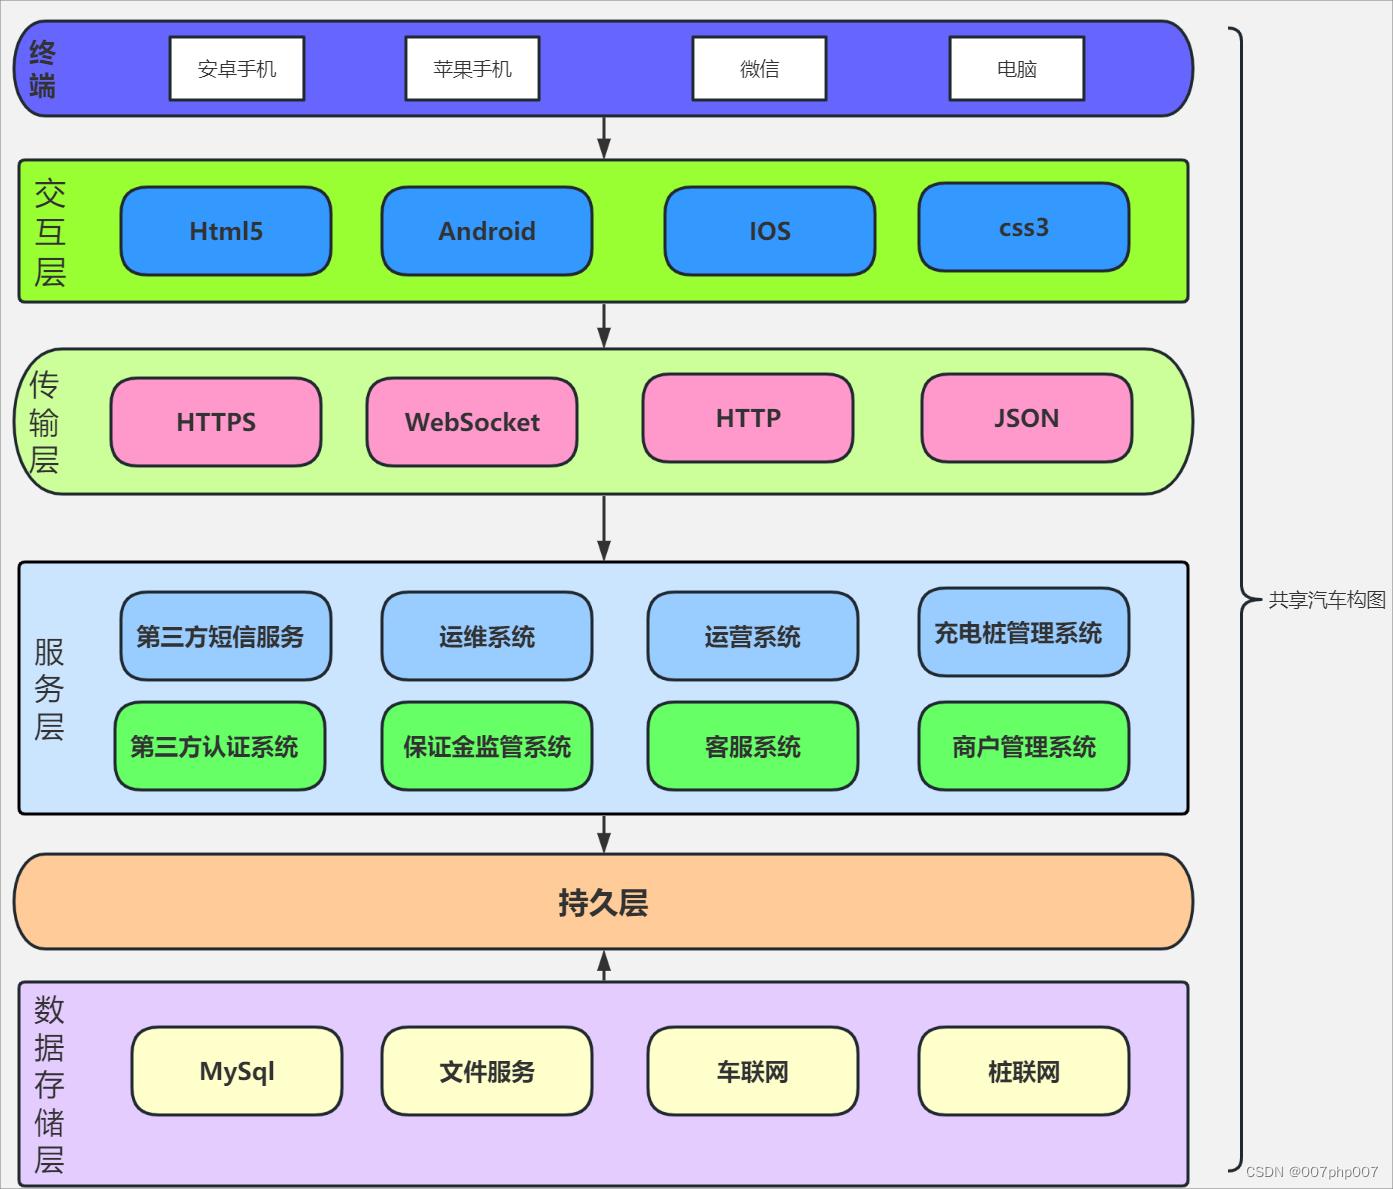 终端
安卓手机
苹果手机
微信
电脑
交互层
Html5
Android
IOS
css3
传输层
HTTPS
WebSocket
HTTP
JSON
服务层
第三方短信服务
运维系统
运营系统
充电桩管理系统
第三方认证系统
保证金监管系统
客服系统
商户管理系统
持久层
数据存储层
MySql
文件服务
车联网
桩联网
共享汽车构图
CSDN @007php007